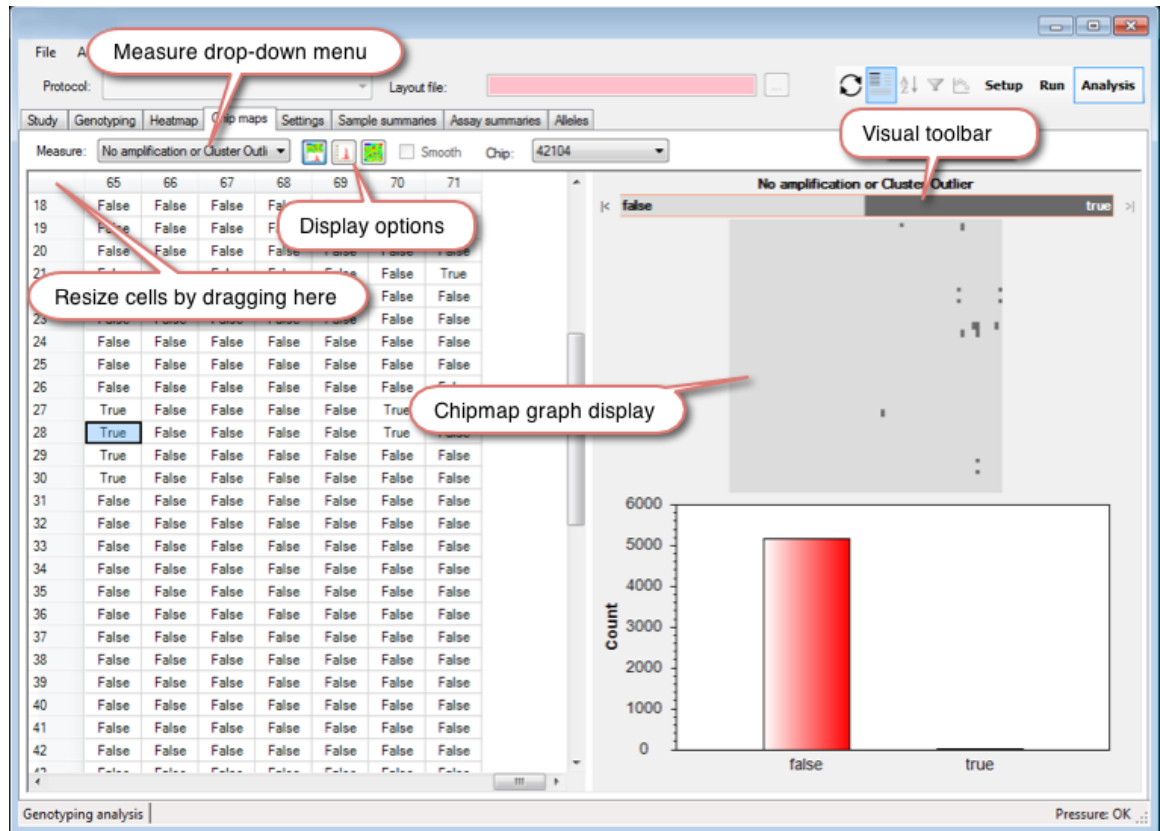 File
Measure drop-down menu
Protocol:
Layout file:
...
Setup Run Analysis
Study Genotyping Heatmap Chip maps Settings Sample summaries Assay summaries Alleles
Visual toolbar
Measure: No amplification or Cluster Outli
Smooth Chip: 42104
65 66 67 68 69 70 71
No amplification or Cluster Outlier
|< false true >|
18 False False False
Display options
19 False False False
20 False False False False False False False
21 False True
Resize cells by dragging here
False False
23 False False
24 False False False False False False False
25 False False False False False False False
26 False False False False False False
27 True False False False False True
Chipmap graph display
28 True False False False False True False
29 True False False False False False False
30 True False False False False False False
31 False False False False False False False
32 False False False False False False False
33 False False False False False False False
34 False False False False False False False
35 False False False False False False False
36 False False False False False False False
37 False False False False False False False
38 False False False False False False False
39 False False False False False False False
40 False False False False False False False
41 False False False False False False False
42 False False False False False False False
6000
5000
4000
3000
2000
1000
0
Count
false true
Genotyping analysis
Pressure: OK